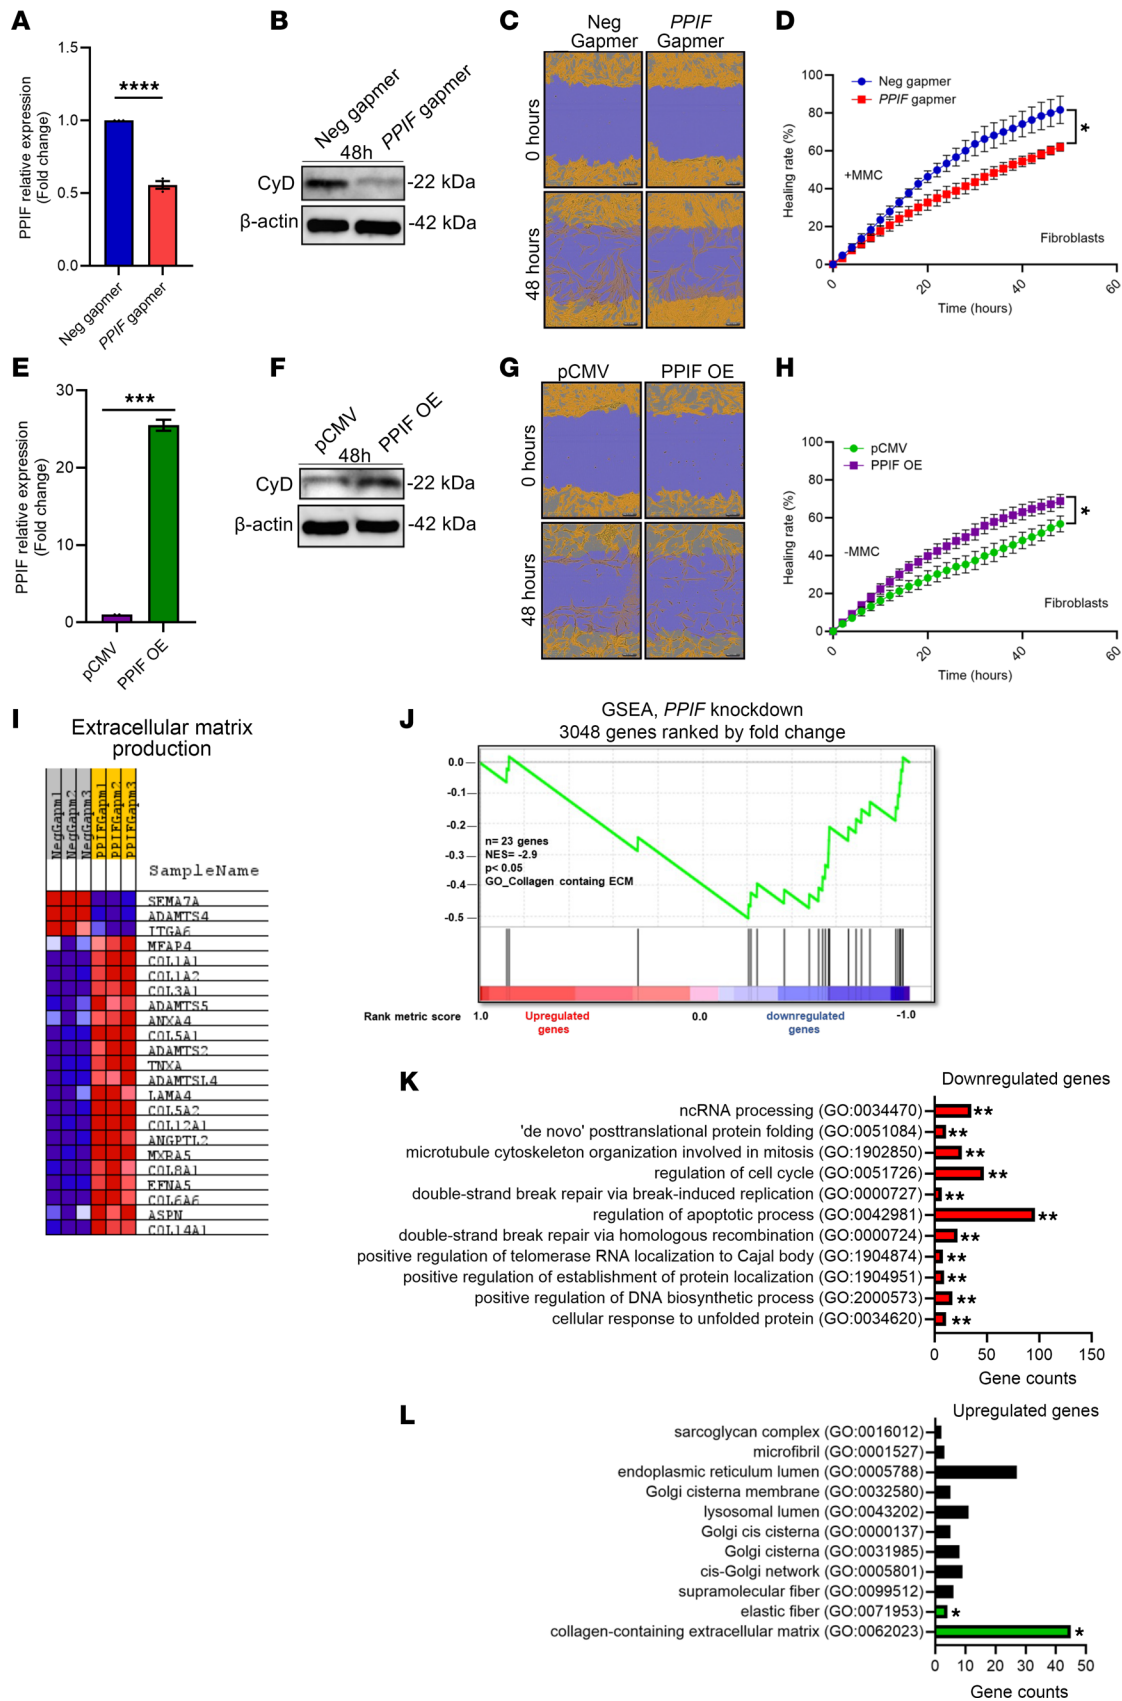 A
PPIF relative expression
(Fold change)
1.5
1.0
0.5
0.0
****
Neg gapmer
PPIF gapmer
B
Neg gapmer
PPIF gapmer
48h
CyD
-22 kDa
β-actin
-42 kDa
C
Neg
Gapmer
PPIF
Gapmer
0 hours
48 hours
D
Healing rate (%)
100
80
60
40
20
0
Neg gapmer
PPIF gapmer
+MMC
*
Fibroblasts
0
20
40
60
Time (hours)
E
PPIF relative expression
(Fold change)
30
20
10
0
***
pCMV
PPIF OE
F
pCMV
PPIF OE
48h
CyD
-22 kDa
β-actin
-42 kDa
G
pCMV
PPIF OE
0 hours
48 hours
H
Healing rate (%)
100
80
60
40
20
0
pCMV
PPIF OE
-MMC
*
Fibroblasts
0
20
40
60
Time (hours)
I
Extracellular matrix
production
NegGapm1
NegGapm2
NegGapm3
PPIFGapm1
PPIFGapm2
PPIFGapm3
SampleName
SEMA7A
ADAMTS4
ITGA6
MFAP4
COL1A1
COL1A2
COL3A1
ADAMTS5
ANXA4
COL5A1
ADAMTS2
TNXA
ADAMTSL4
LAMA4
COL5A2
COL12A1
ANGPTL2
MXRA5
COL8A1
EFNA5
COL6A6
ASPN
COL14A1
J
GSEA, PPIF knockdown
3048 genes ranked by fold change
0.0
-0.1
-0.2
-0.3
-0.4
-0.5
n= 23 genes
NES= -2.9
p< 0.05
GO_Collagen containg ECM
Rank metric score
1.0
Upregulated
genes
0.0
downregulated
genes
-1.0
K
Downregulated genes
ncRNA processing (GO:0034470) **
'de novo' posttranslational protein folding (GO:0051084) **
microtubule cytoskeleton organization involved in mitosis (GO:1902850) **
regulation of cell cycle (GO:0051726) **
double-strand break repair via break-induced replication (GO:0000727) **
regulation of apoptotic process (GO:0042981) **
double-strand break repair via homologous recombination (GO:0000724) **
positive regulation of telomerase RNA localization to Cajal body (GO:1904874) **
positive regulation of establishment of protein localization (GO:1904951) **
positive regulation of DNA biosynthetic process (GO:2000573) **
cellular response to unfolded protein (GO:0034620) **
0 50 100 150
Gene counts
L
Upregulated genes
sarcoglycan complex (GO:0016012)
microfibril (GO:0001527)
endoplasmic reticulum lumen (GO:0005788)
Golgi cisterna membrane (GO:0032580)
lysosomal lumen (GO:0043202)
Golgi cis cisterna (GO:0000137)
Golgi cisterna (GO:0031985)
cis-Golgi network (GO:0005801)
supramolecular fiber (GO:0099512)
elastic fiber (GO:0071953) *
collagen-containing extracellular matrix (GO:0062023) *
0 10 20 30 40 50
Gene counts